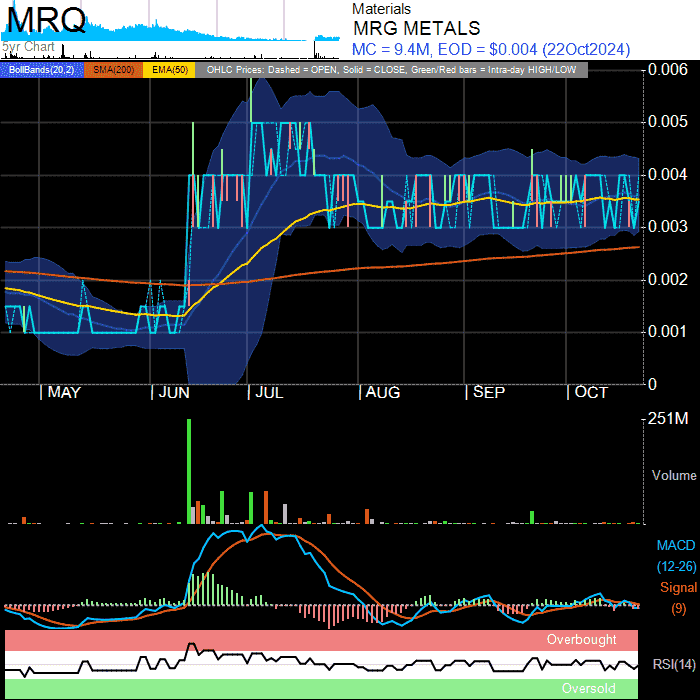 MRQ
5yr Chart
Materials
MRG METALS
MC = 9.4M, EOD = $0.004 (22Oct2024)
BollBands(20,2) SMA(200) EMA(50) OHLC Prices: Dashed = OPEN, Solid = CLOSE, Green/Red bars = Intra-day HIGH/LOW
0.006
0.005
0.004
0.003
0.002
0.001
0
MAY JUN JUL AUG SEP OCT
251M
Volume
MACD
(12-26)
Signal
(9)
Overbought
RSI(14)
Oversold